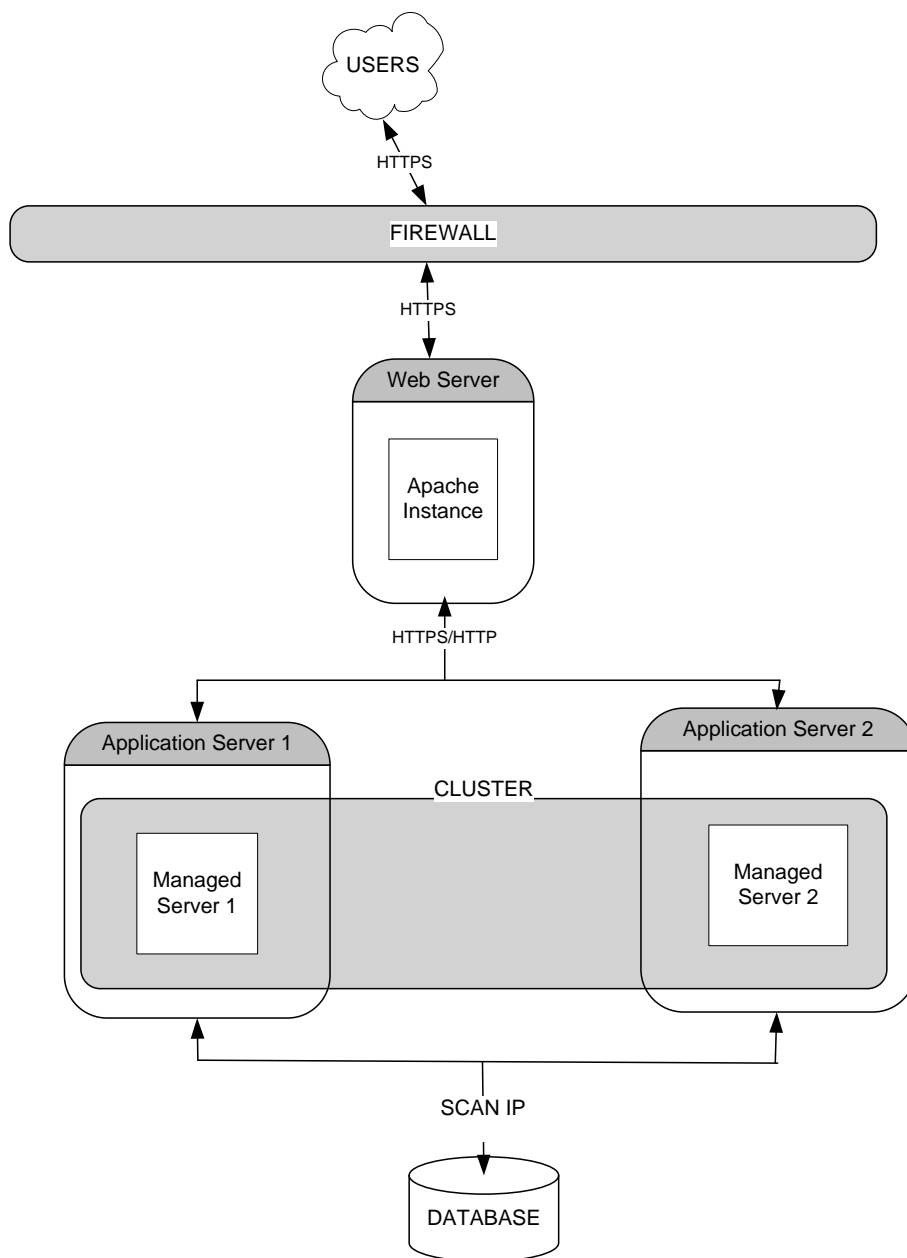 USERS
HTTPS
FIREWALL
HTTPS
Web Server
Apache
Instance
HTTPS/HTTP
Application Server 1
Application Server 2
CLUSTER
Managed
Server 1
Managed
Server 2
SCAN IP
DATABASE